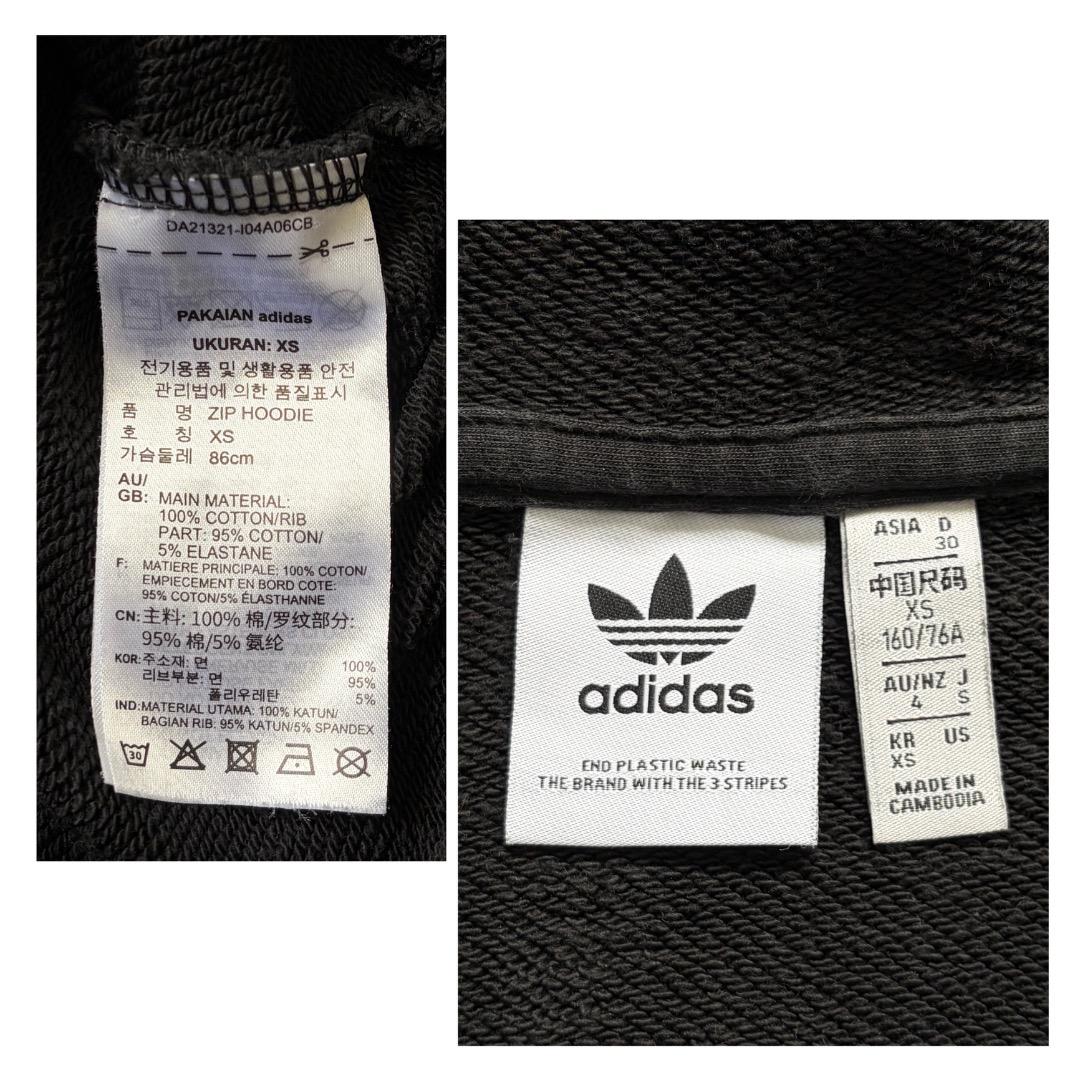 DA21321-I04A06CB
PAKAIAN adidas
UKURAN: XS
전기용품 및 생활용품 안전
관리법에 의한 품질표시
품 명 ZIP HOODIE
호 칭 XS
가슴둘레 86cm
AU/
GB: MAIN MATERIAL:
100% COTTON/RIB
PART: 95% COTTON/
5% ELASTANE
F: MATIERE PRINCIPALE: 100% COTON/
EMPIECEMENT EN BORD COTE:
95% COTON/5% ÉLASTHANNE
CN: 主料: 100% 棉/罗纹部分:
95% 棉/5% 氨纶
KOR: 주소재: 면 100%
리브부분: 면 95%
폴리우레탄 5%
IND: MATERIAL UTAMA: 100% KATUN/
BAGIAN RIB: 95% KATUN/5% SPANDEX
30
adidas
END PLASTIC WASTE
THE BRAND WITH THE 3 STRIPES
ASIA D
30
中国尺码
XS
160/76A
AU/NZ J
4 S
KR US
XS
MADE IN
CAMBODIA